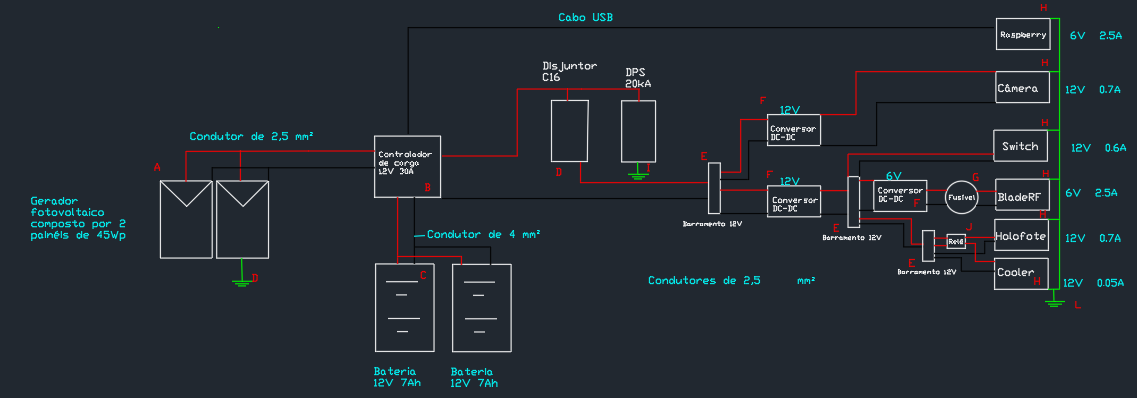 Cabo USB
H
Raspberry
6V 2.5A
Disjuntor
C16
DPS
20kA
H
Câmera
12V 0.7A
F
12V
Conversor
DC-DC
Condutor de 2,5 mm²
A
Controlador
de carga
12V 30A
B
D
I
E
H
Switch
12V 0.6A
F
12V
Conversor
DC-DC
Barramento 12V
6V
Conversor
DC-DC
F
G
Fusível
H
BladeRF
6V 2.5A
E
Barramento 12V
Gerador
fotovoltaico
composto por 2
painéis de 45Wp
D
Condutor de 4 mm²
C
J
Relé
H
Holofote
12V 0.7A
E
Barramento 12V
Cooler
H
12V 0.05A
L
Condutores de 2,5 mm²
Bateria
12V 7Ah
Bateria
12V 7Ah